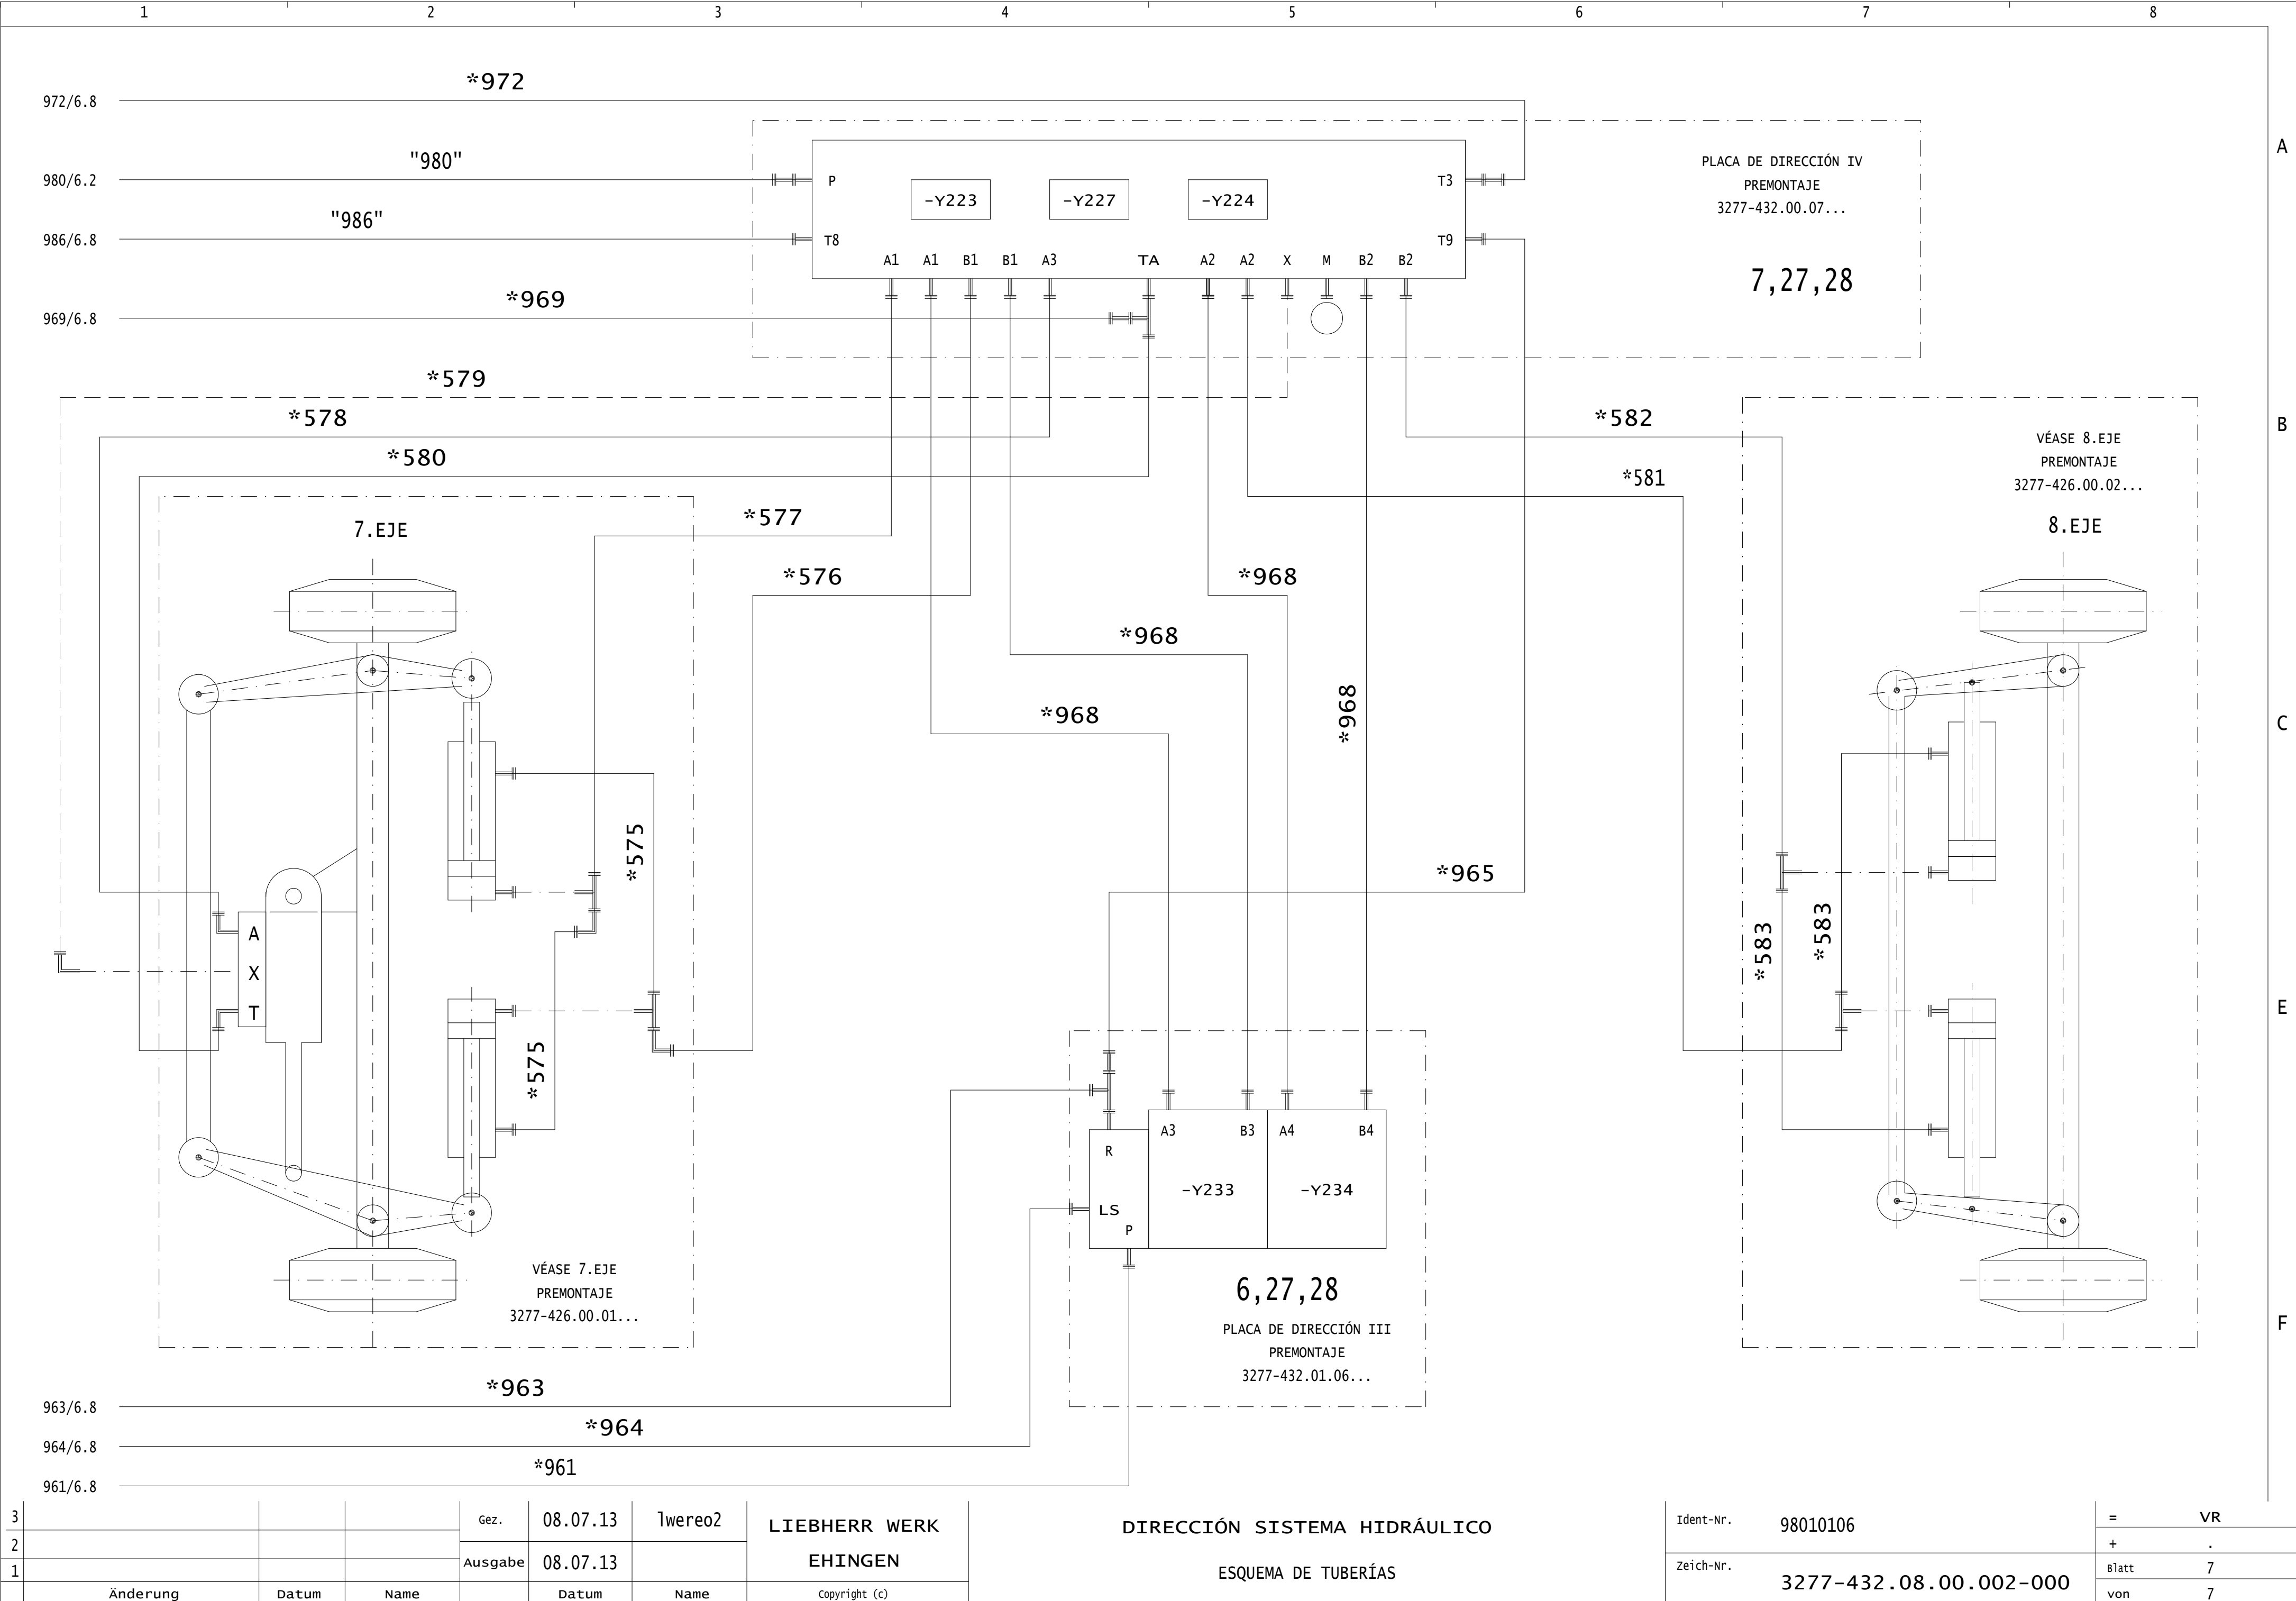 1 2 3 4 5 6 7 8
*972
972/6.8
A
"980"
980/6.2
P
T3
-Y223 -Y227 -Y224
PLACA DE DIRECCIÓN IV
PREMONTAJE
3277-432.00.07...
"986"
986/6.8
T8
T9
A1 A1 B1 B1 A3 TA A2 A2 X M B2 B2
7,27,28
*969
969/6.8
*579
*578
*582
B
*580
*581
VÉASE 8.EJE
PREMONTAJE
3277-426.00.02...
8.EJE
7.EJE
*577
*576
*968
*968
*968
*968
C
*575
*965
A
X
T
*583
*583
E
*575
A3 B3 A4 B4
R
-Y233 -Y234
LS
P
6,27,28
PLACA DE DIRECCIÓN III
PREMONTAJE
3277-432.01.06...
VÉASE 7.EJE
PREMONTAJE
3277-426.00.01...
F
*963
963/6.8
*964
964/6.8
*961
961/6.8
3
2
1
Änderung Datum Name
Gez. 08.07.13 lwereo2
Ausgabe 08.07.13
Datum Name
LIEBHERR WERK
EHINGEN
Copyright (c)
DIRECCIÓN SISTEMA HIDRÁULICO
ESQUEMA DE TUBERÍAS
Ident-Nr. 98010106
Zeich-Nr. 3277-432.08.00.002-000
= VR
+ .
Blatt 7
von 7